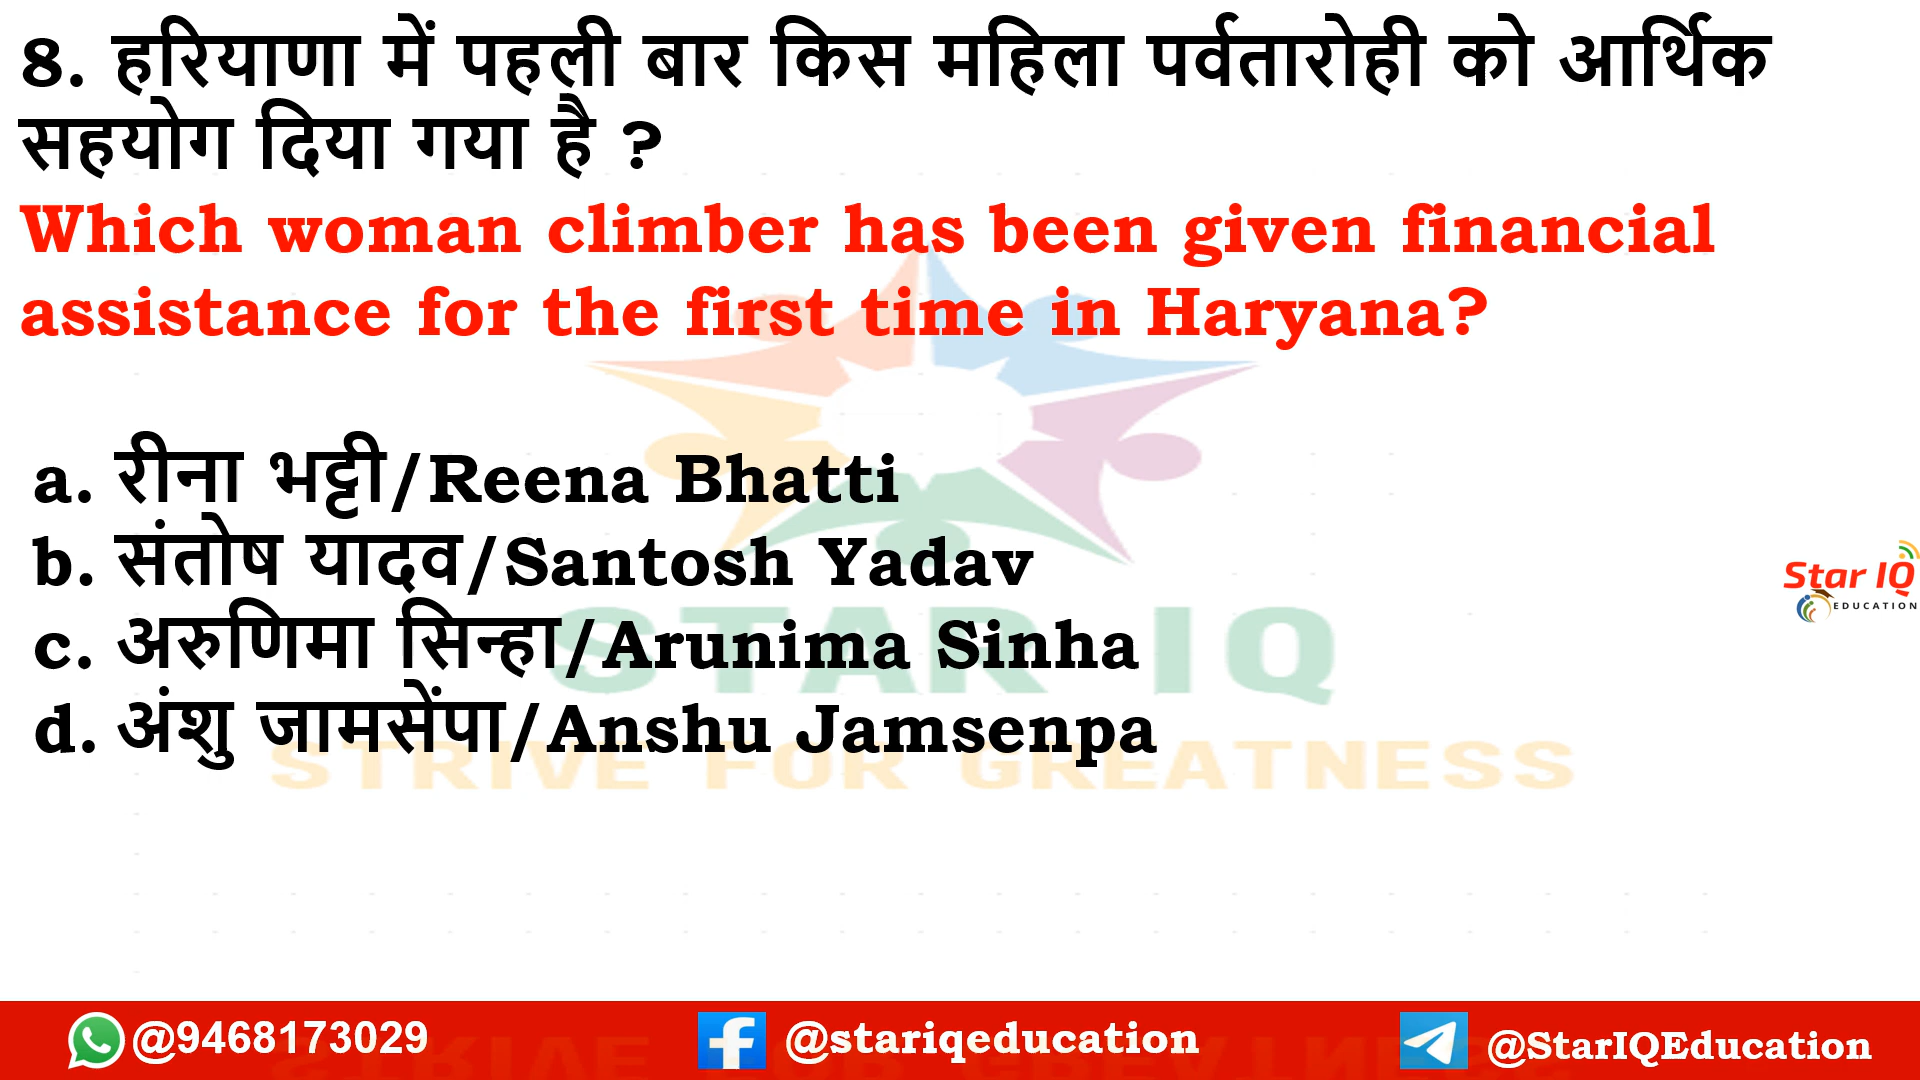 8. हरियाणा में पहली बार किस महिला पर्वतारोही को आर्थिक
सहयोग दिया गया है ?
Which woman climber has been given financial
assistance for the first time in Haryana?
a. रीना भट्टी/Reena Bhatti
b. संतोष यादव/Santosh Yadav
c. अरुणिमा सिन्हा/Arunima Sinha
d. अंशु जामसेंपा/Anshu Jamsenpa
STAR IQ
STRIVE FOR GREATNESS
Star IQ
EDUCATION
@9468173029
@stariqeducation
@StarIQEducation